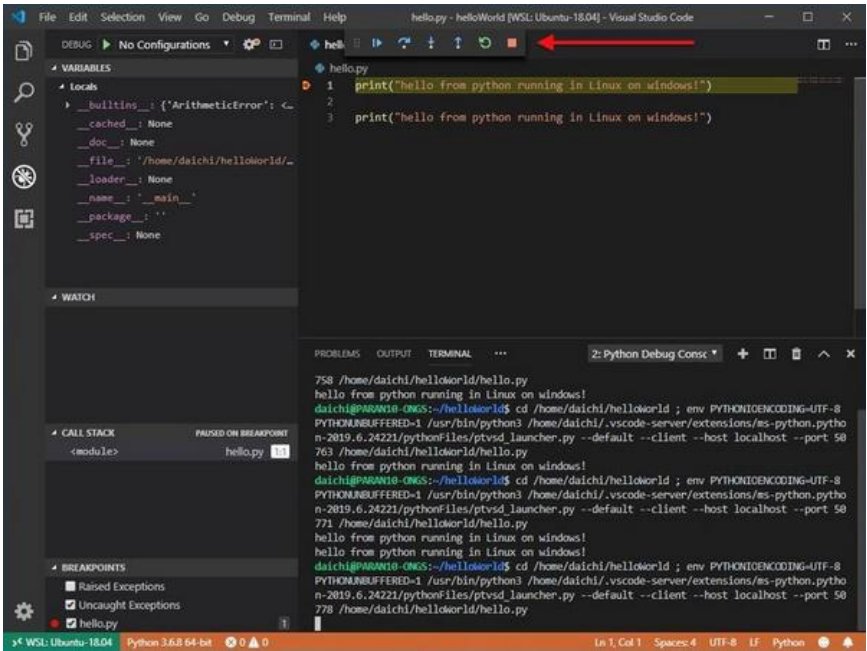 File Edit Selection View Go Debug Terminal Help hello.py - helloWorld [WSL: Ubuntu-18.04] - Visual Studio Code
DEBUG No Configurations
hell
VARIABLES
Locals
__builtins__: {'ArithmeticError': <…
__cached__: None
__doc__: None
__file__: '/home/daichi/helloWorld/…
__loader__: None
__name__: '__main__'
__package__: ''
__spec__: None
WATCH
CALL STACK PAUSED ON BREAKPOINT
<module> hello.py 1:1
BREAKPOINTS
Raised Exceptions
Uncaught Exceptions
hello.py 1
hello.py
1 print("hello from python running in Linux on windows!")
2
3 print("hello from python running in Linux on windows!")
PROBLEMS OUTPUT TERMINAL ••• 2: Python Debug Consc
758 /home/daichi/helloWorld/hello.py
hello from python running in Linux on windows!
daichi@PARAN10-ONGS:~/helloWorld$ cd /home/daichi/helloWorld ; env PYTHONIOENCODING=UTF-8
PYTHONUNBUFFERED=1 /usr/bin/python3 /home/daichi/.vscode-server/extensions/ms-python.pytho
n-2019.6.24221/pythonFiles/ptvsd_launcher.py --default --client --host localhost --port 50
763 /home/daichi/helloWorld/hello.py
hello from python running in Linux on windows!
daichi@PARAN10-ONGS:~/helloWorld$ cd /home/daichi/helloWorld ; env PYTHONIOENCODING=UTF-8
PYTHONUNBUFFERED=1 /usr/bin/python3 /home/daichi/.vscode-server/extensions/ms-python.pytho
n-2019.6.24221/pythonFiles/ptvsd_launcher.py --default --client --host localhost --port 50
771 /home/daichi/helloWorld/hello.py
hello from python running in Linux on windows!
hello from python running in Linux on windows!
daichi@PARAN10-ONGS:~/helloWorld$ cd /home/daichi/helloWorld ; env PYTHONIOENCODING=UTF-8
PYTHONUNBUFFERED=1 /usr/bin/python3 /home/daichi/.vscode-server/extensions/ms-python.pytho
n-2019.6.24221/pythonFiles/ptvsd_launcher.py --default --client --host localhost --port 50
778 /home/daichi/helloWorld/hello.py
WSL: Ubuntu-18.04 Python 3.6.8 64-bit 0 0 Ln 1, Col 1 Spaces: 4 UTF-8 LF Python